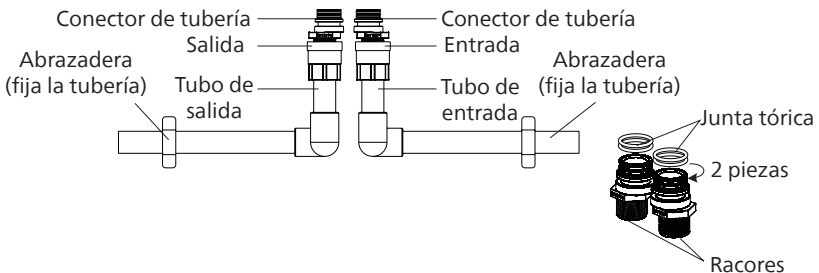 Conector de tubería
Salida
Abrazadera
(fija la tubería)
Tubo de
salida
Conector de tubería
Entrada
Abrazadera
(fija la tubería)
Tubo de
entrada
Junta tórica
2 piezas
Racores